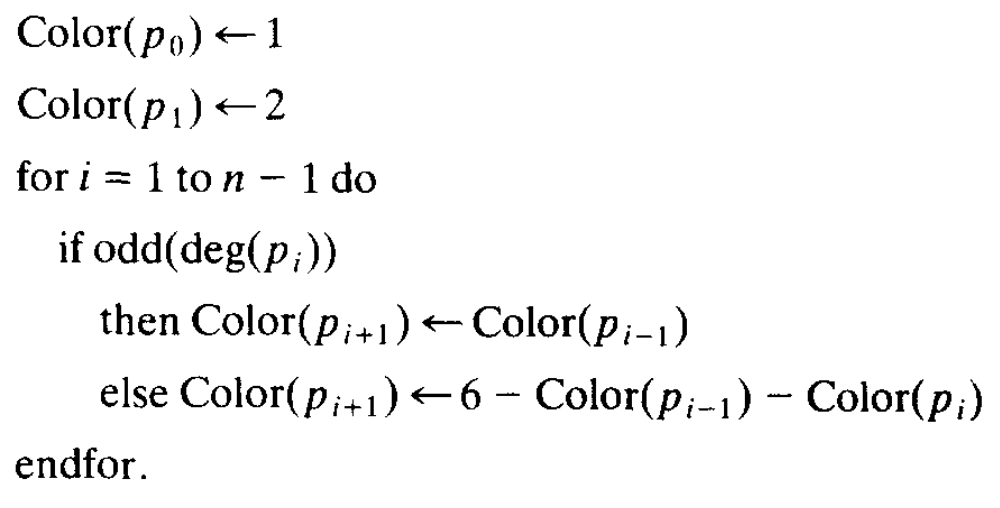 Color(p₀) ← 1
Color(p₁) ← 2
for i = 1 to n − 1 do
if odd(deg(pᵢ))
then Color(pᵢ₊₁) ← Color(pᵢ₋₁)
else Color(pᵢ₊₁) ← 6 − Color(pᵢ₋₁) − Color(pᵢ)
endfor.